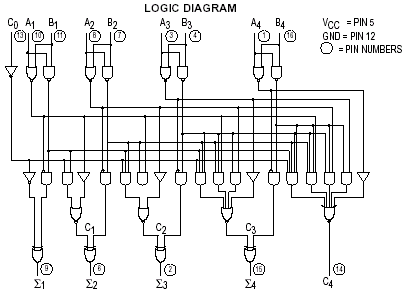 LOGIC DIAGRAM
C0 A1 B1 A2 B2 A3 B3 A4 B4
13 10 11 8 7 3 4 1 16
VCC = PIN 5
GND = PIN 12
= PIN NUMBERS
C1 C2 C3
9 6 2 15 14
Σ1 Σ2 Σ3 Σ4 C4